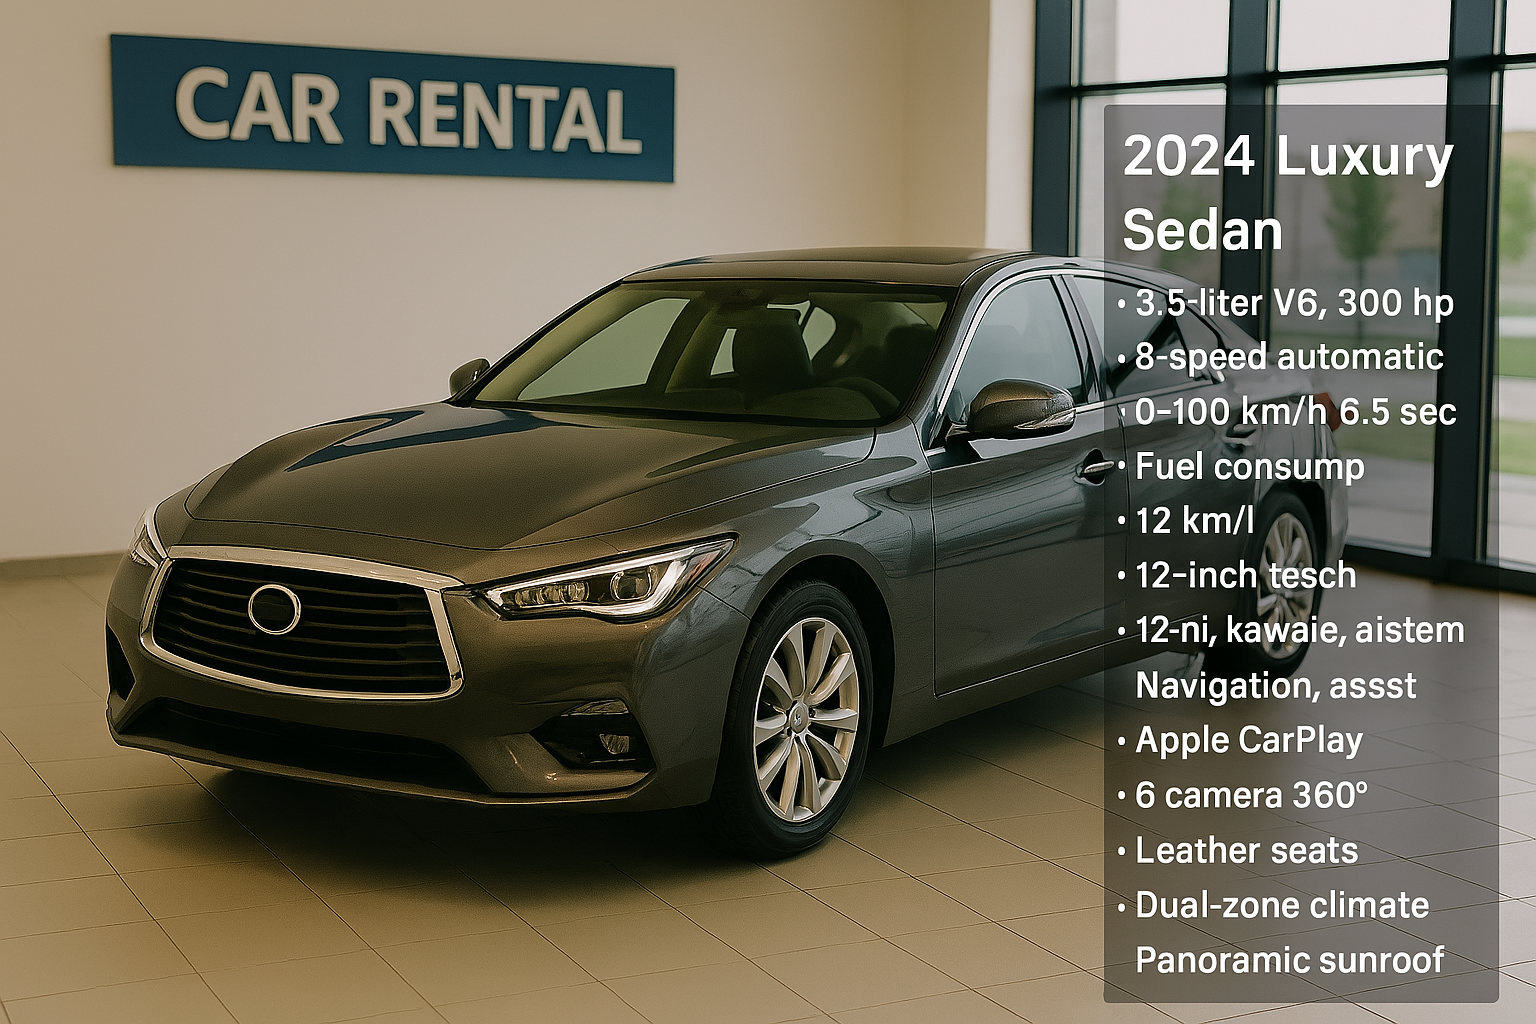 CAR RENTAL
2024 Luxury
Sedan
• 3.5-liter V6, 300 hp
• 8-speed automatic
• 0–100 km/h 6.5 sec
• Fuel consump
• 12 km/l
• 12-inch tesch
• 12-ni, kawaie, aistem
Navigation, assst
• Apple CarPlay
• 6 camera 360°
• Leather seats
• Dual-zone climate
Panoramic sunroof